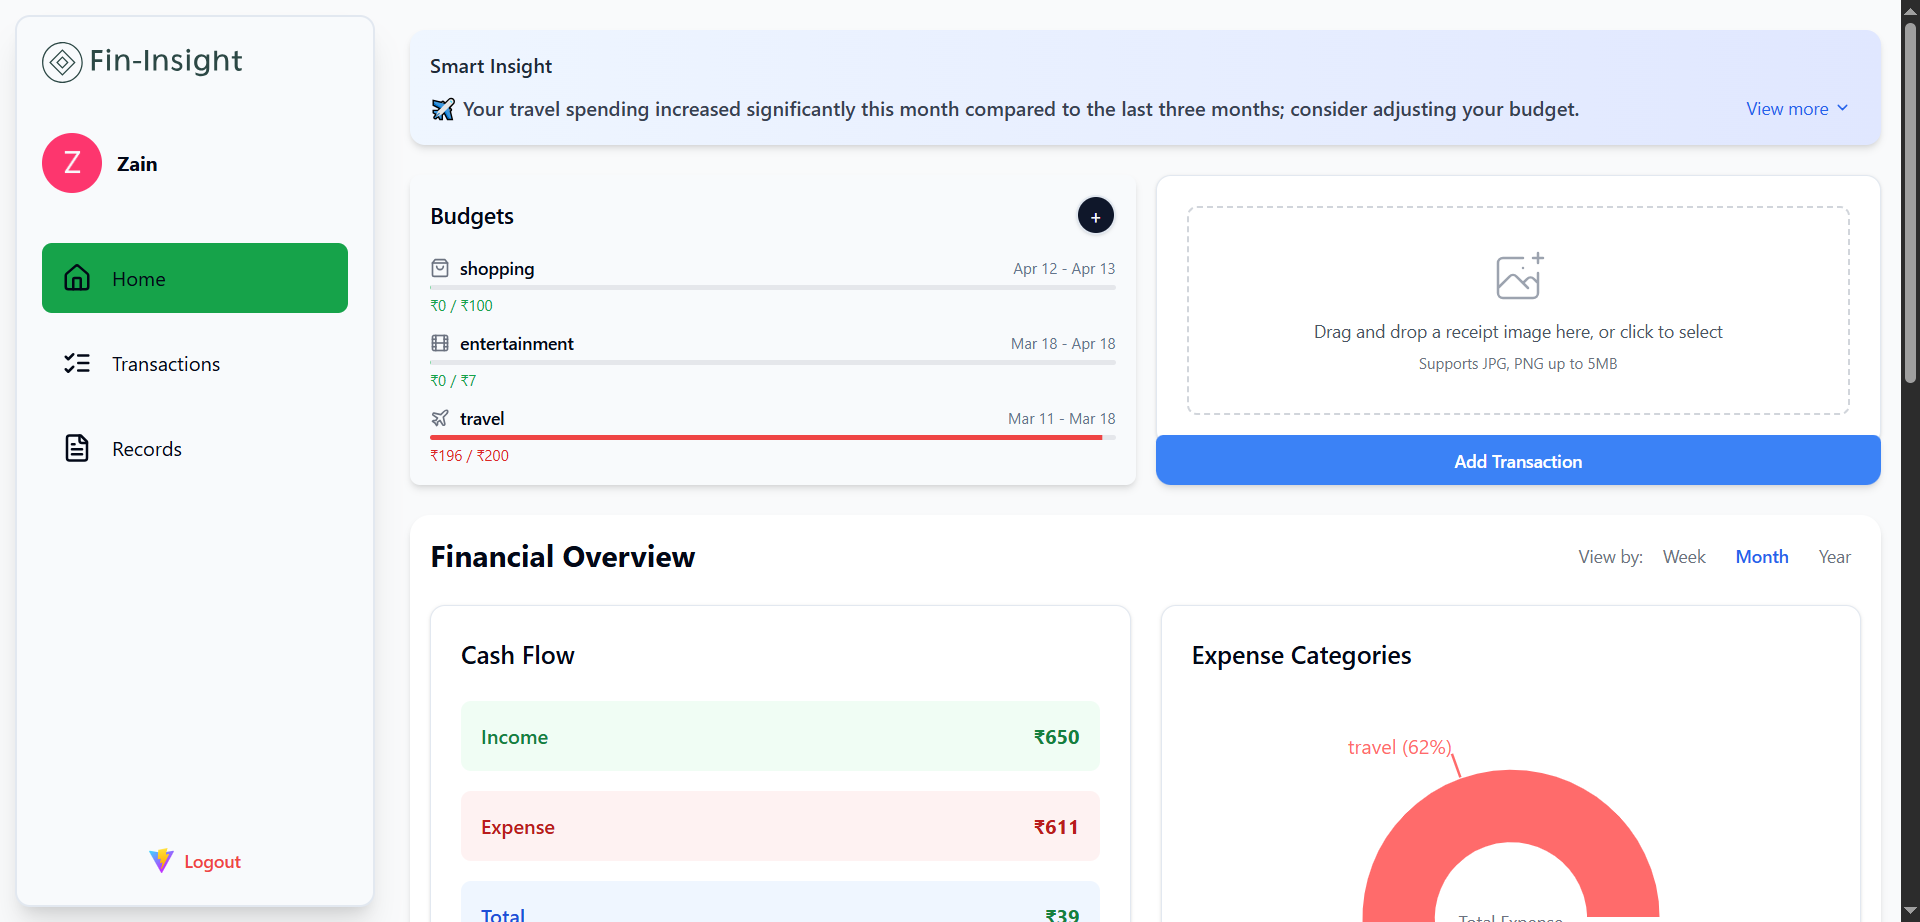 Fin-Insight
Z
Zain
Home
Transactions
Records
Logout
Smart Insight
Your travel spending increased significantly this month compared to the last three months; consider adjusting your budget.
View more
Budgets
+
shopping
Apr 12 - Apr 13
₹0 / ₹100
entertainment
Mar 18 - Apr 18
₹0 / ₹7
travel
Mar 11 - Mar 18
₹196 / ₹200
Drag and drop a receipt image here, or click to select
Supports JPG, PNG up to 5MB
Add Transaction
Financial Overview
View by: Week Month Year
Cash Flow
Income ₹650
Expense ₹611
Total ₹39
Expense Categories
travel (62%)
Total Expense